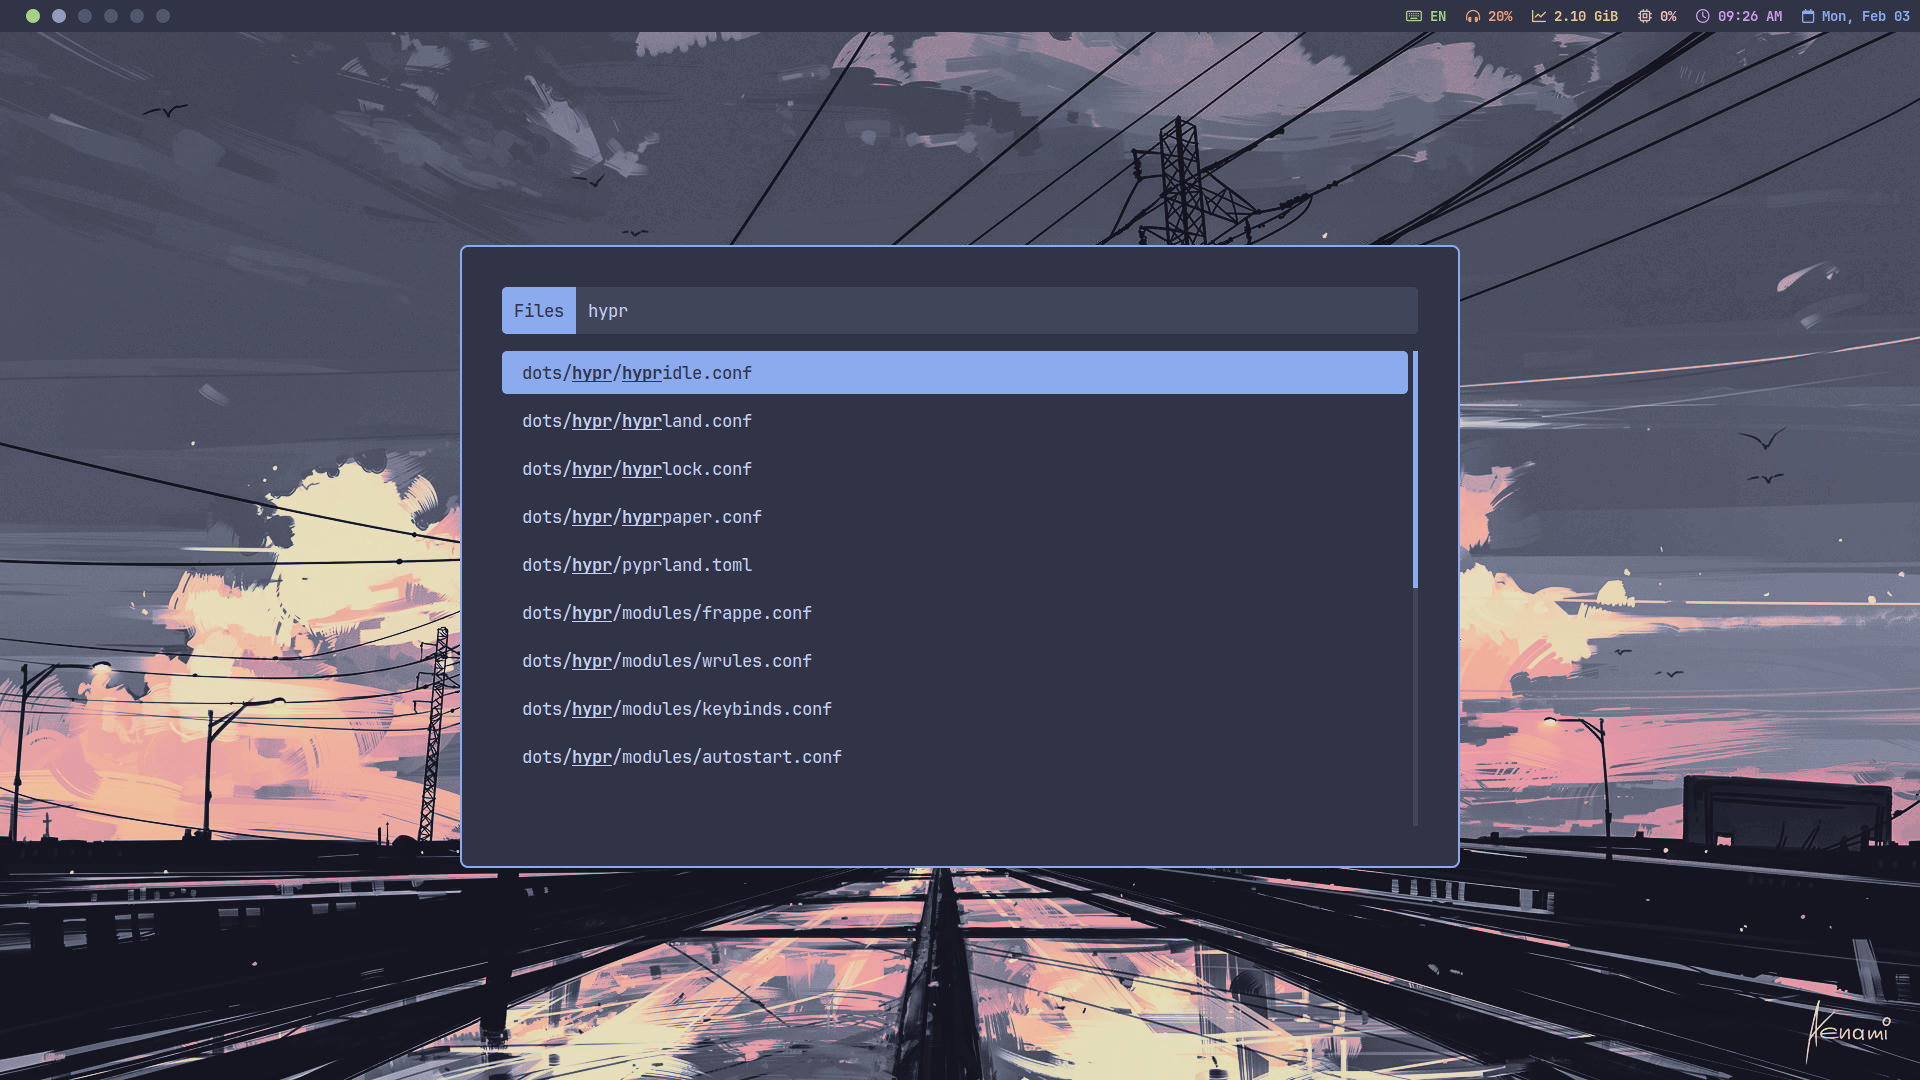 EN 20% 2.10 GiB 0% 09:26 AM Mon, Feb 03
Files hypr
dots/hypr/hypridle.conf
dots/hypr/hyprland.conf
dots/hypr/hyprlock.conf
dots/hypr/hyprpaper.conf
dots/hypr/pyprland.toml
dots/hypr/modules/frappe.conf
dots/hypr/modules/wrules.conf
dots/hypr/modules/keybinds.conf
dots/hypr/modules/autostart.conf
Kenami